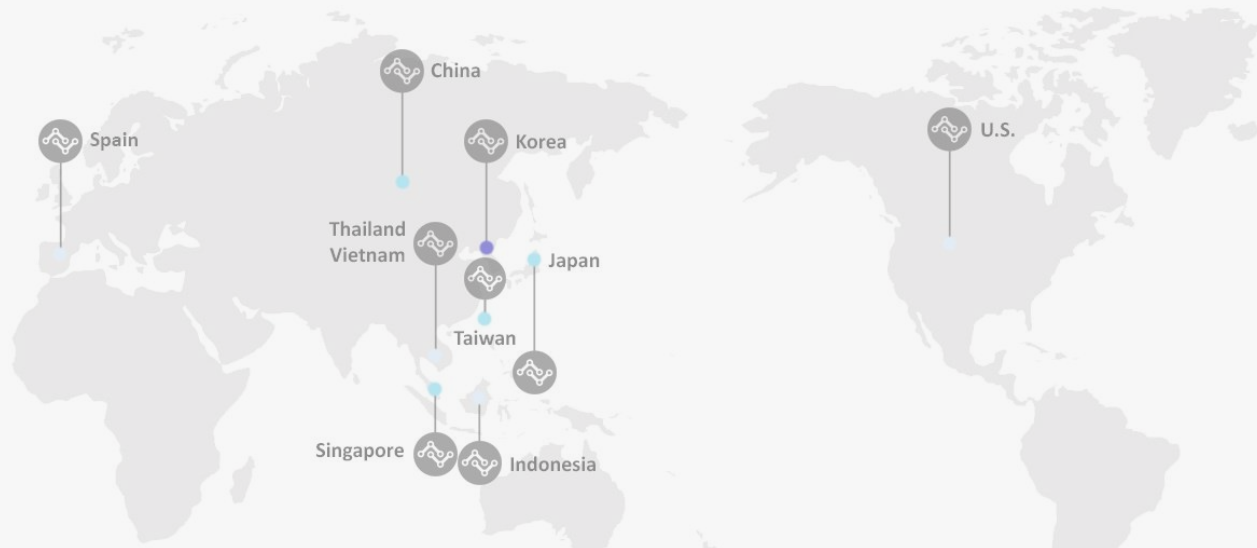 China
Spain
Korea
U.S.
Thailand
Vietnam
Japan
Taiwan
Singapore
Indonesia